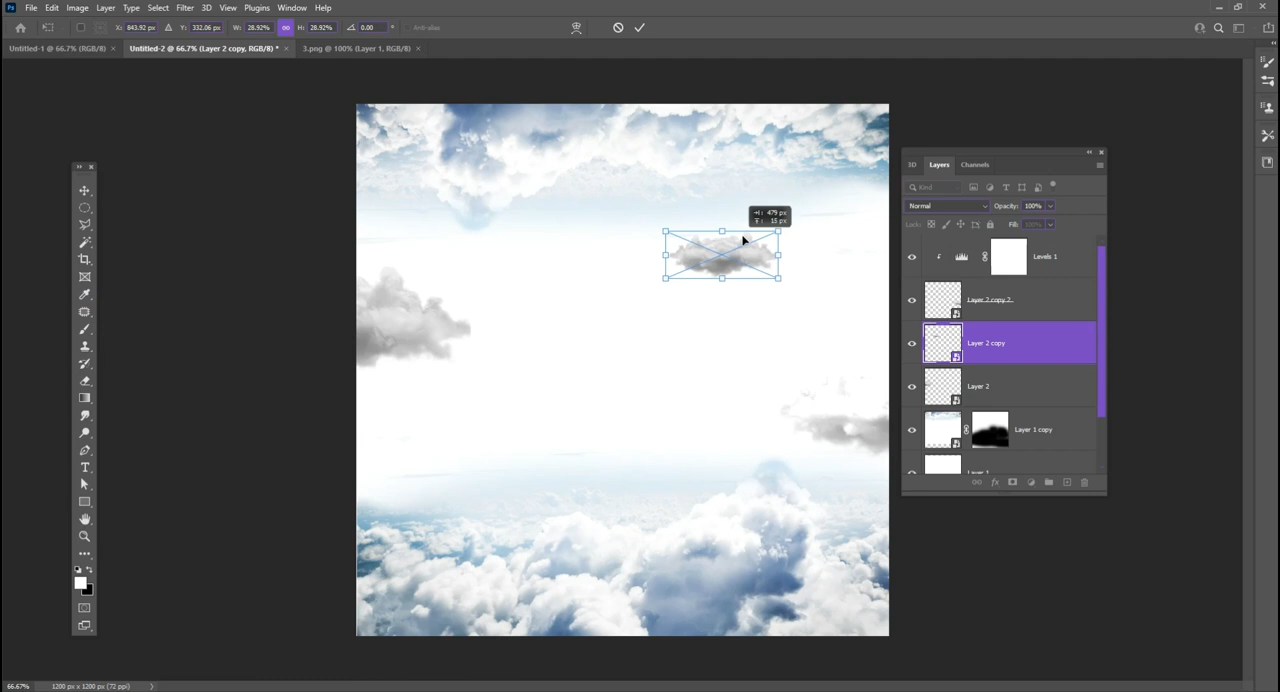 Ps File Edit Image Layer Type Select Filter 3D View Plugins Window Help
X: 843.92 px Y: 332.06 px W: 28.92% H: 28.92% 0.00 ° Anti-alias
Untitled-1 @ 66.7% (RGB/8) × Untitled-2 @ 66.7% (Layer 2 copy, RGB/8) * × 3.png @ 100% (Layer 1, RGB/8) ×
3D Layers Channels
Kind
Normal Opacity: 100%
Lock: Fill: 100%
H: 479 px
15 px
Levels 1
Layer 2 copy 2
Layer 2 copy
Layer 2
Layer 1 copy
Layer 1
fx
66.67% 1200 px x 1200 px (72 ppi)